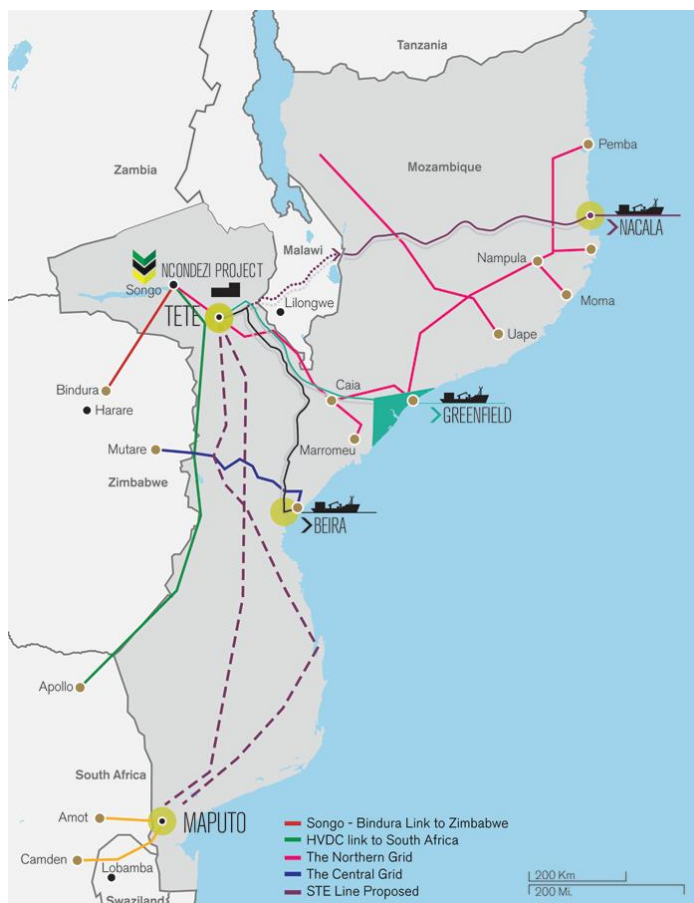 Tanzania
Pemba
Mozambique
Zambia
NACALA
Malawi
Nampula
NCONDEZI PROJECT
Songo
TETE
Lilongwe
Moma
Uape
Bindura
Caia
Harare
GREENFIELD
Mutare
Marromeu
Zimbabwe
BEIRA
Apollo
South Africa
Amot
MAPUTO
Camden
Lobamba
Swaziland
Songo - Bindura Link to Zimbabwe
HVDC link to South Africa
The Northern Grid
The Central Grid
STE Line Proposed
200 Km
200 Mi.